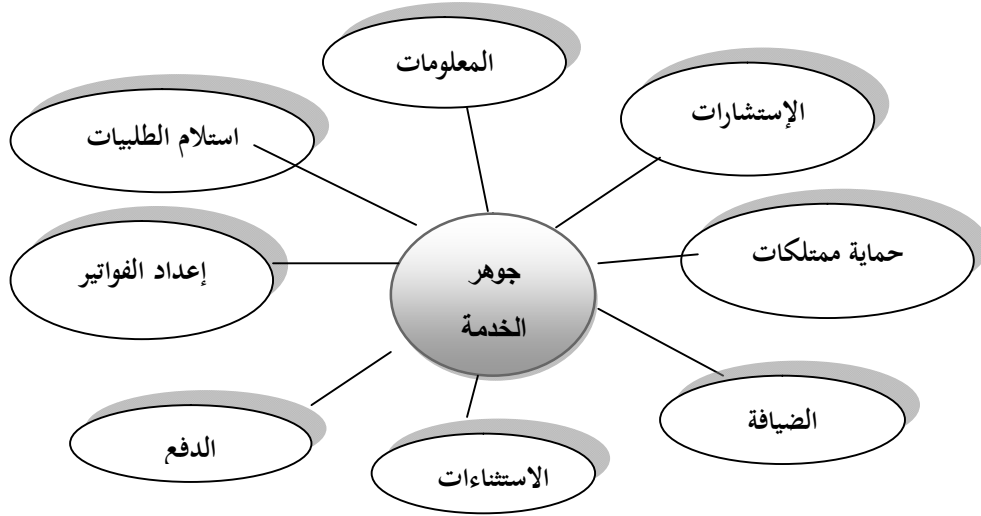 المعلومات
الإستشارات
استلام الطلبيات
حماية ممتلكات
إعداد الفواتير
جوهر
الخدمة
الضيافة
الدفع
الاستثناءات